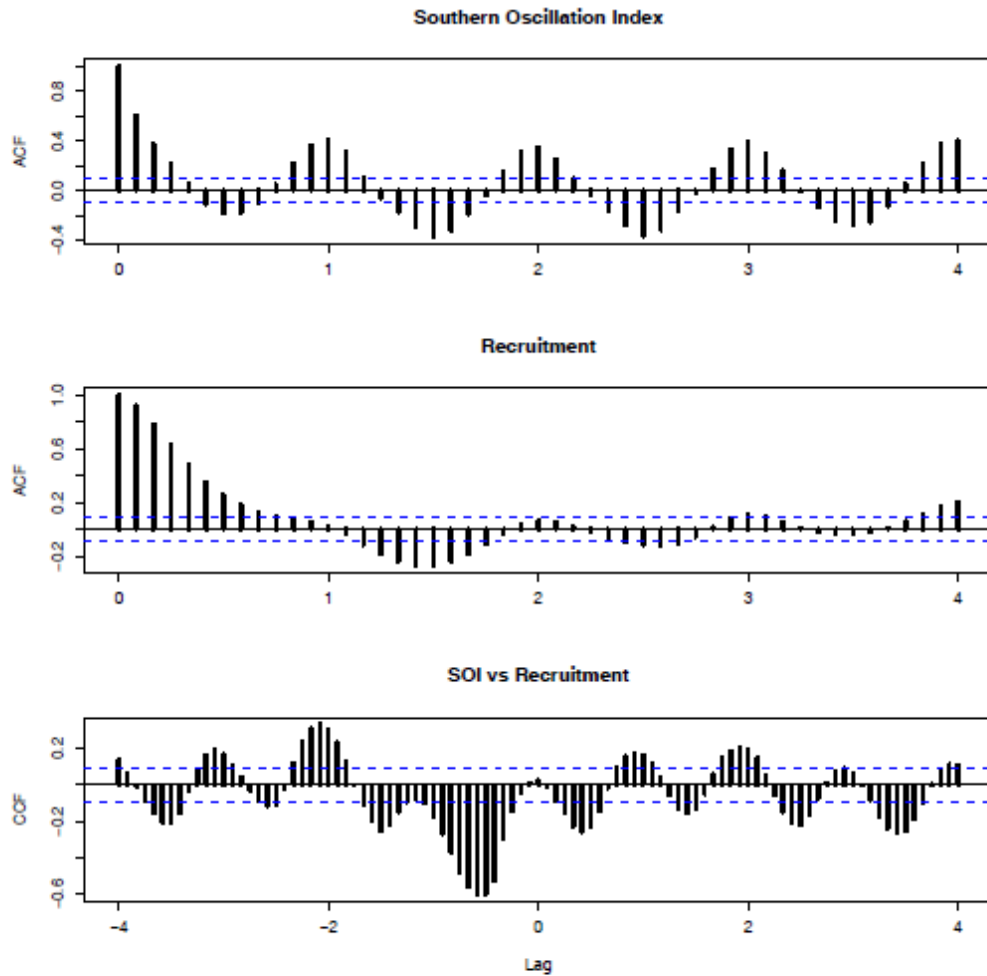 Southern Oscillation Index
ACF
0.8
0.4
0.0
−0.4
0 1 2 3 4
Recruitment
ACF
1.0
0.6
0.2
−0.2
0 1 2 3 4
SOI vs Recruitment
CCF
0.2
−0.2
−0.6
−4 −2 0 2 4
Lag